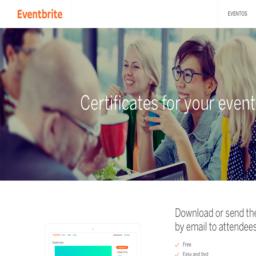 Eventbrite
EVENTOS
Certificates for your event
Download or send the
by email to attendees
Free
Easy and fast